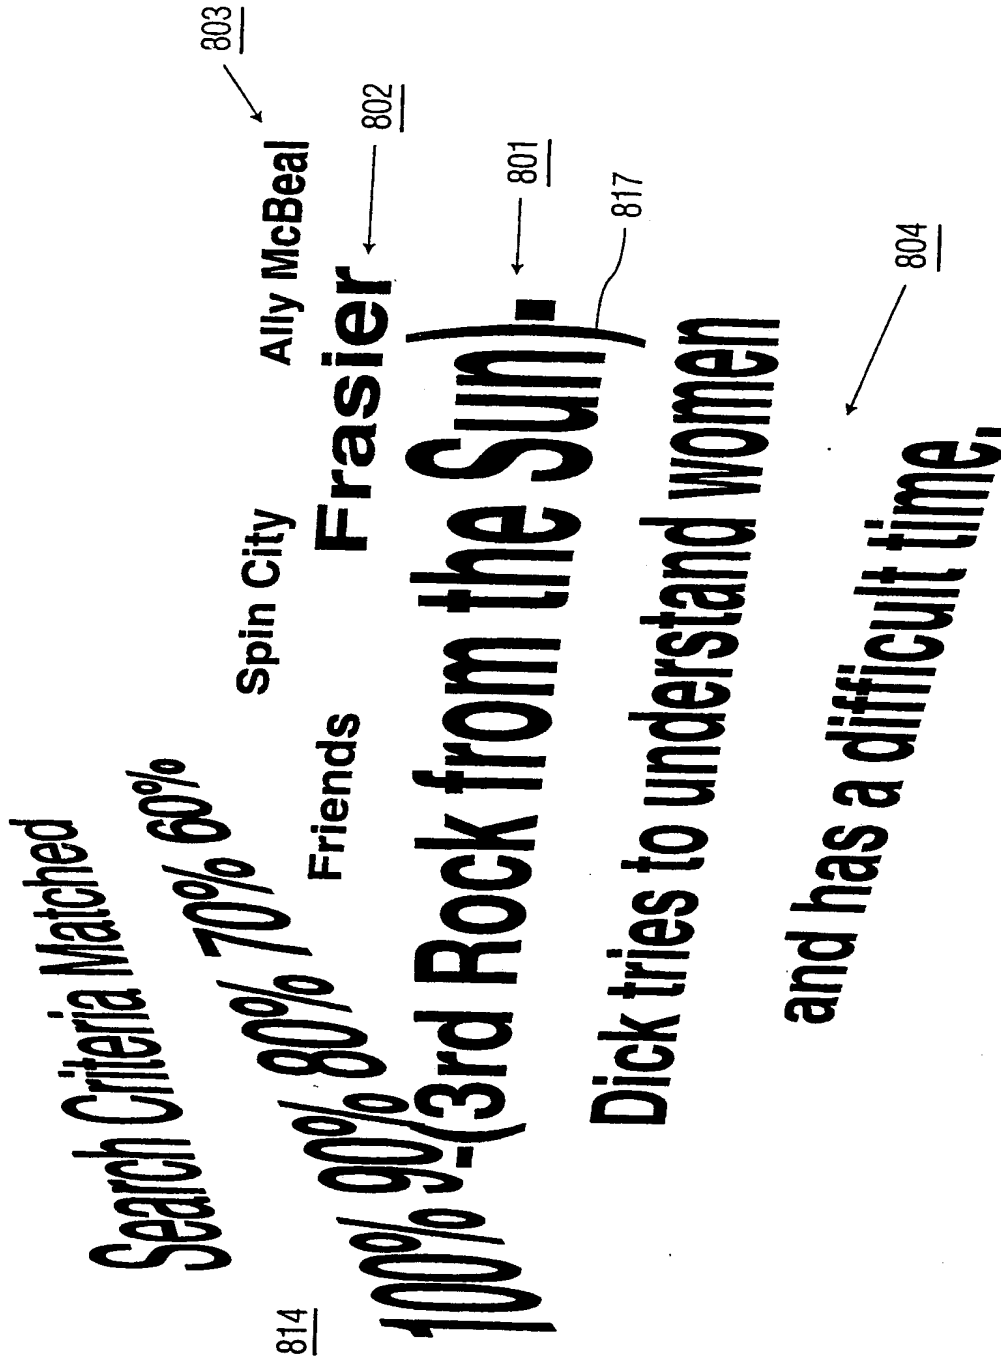 Search Criteria Matched
803
Spin City
Ally McBeal
814
100% 90% 80% 70% 60%
Friends
Frasier
802
-(3rd Rock from the Sun)-
801
817
Dick tries to understand women
804
and has a difficult time,